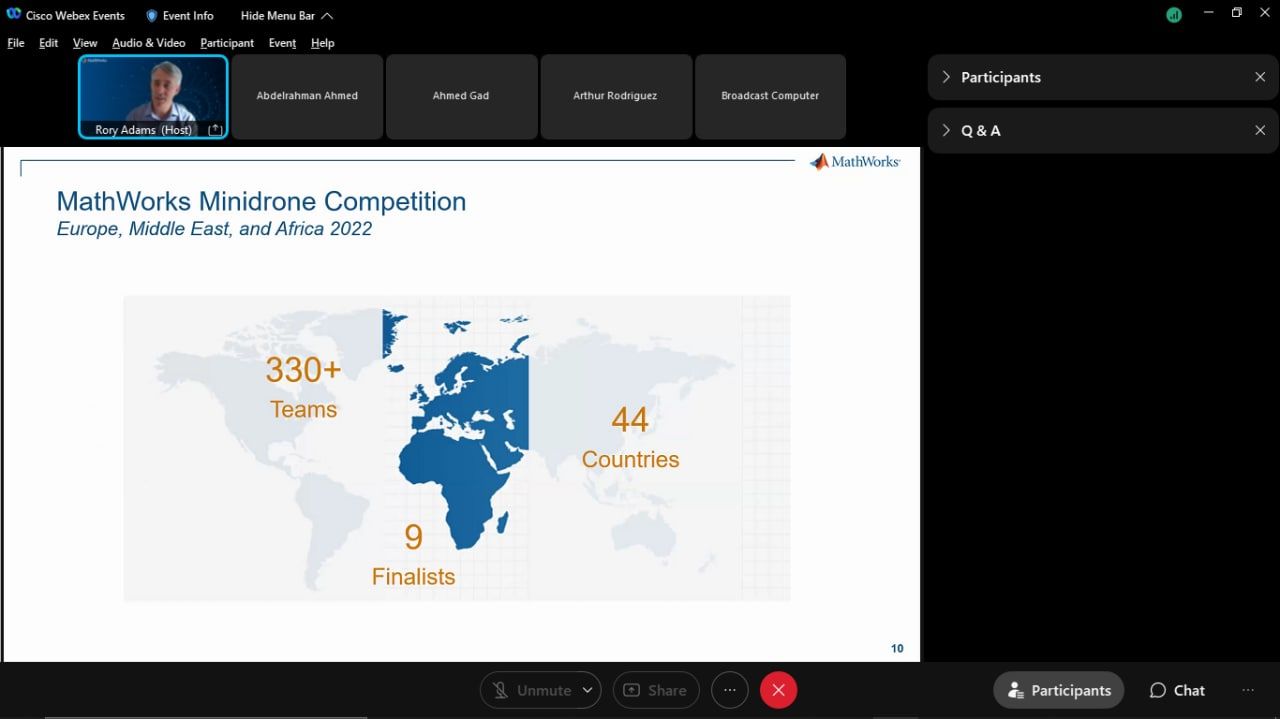 Cisco Webex Events
Event Info
Hide Menu Bar
File Edit View Audio & Video Participant Event Help
MathWorks
Rory Adams (Host)
Abdelrahman Ahmed
Ahmed Gad
Arthur Rodriguez
Broadcast Computer
Participants
Q & A
MathWorks
MathWorks Minidrone Competition
Europe, Middle East, and Africa 2022
330+
Teams
44
Countries
9
Finalists
10
Unmute
Share
Participants
Chat